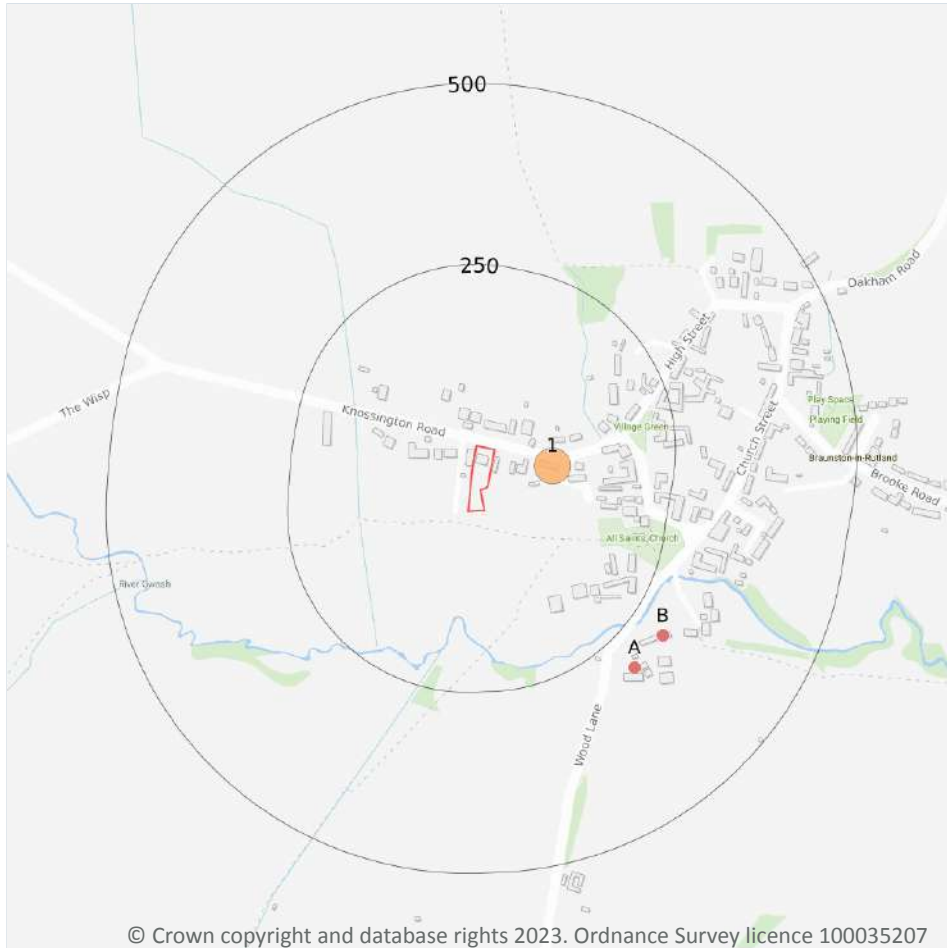 500
250
Oakham Road
High Street
The Wisp
Knossington Road
Play Space
Playing Field
Village Green
1
Church Street
Braunston-in-Rutland
Brooke Road
All Saints Church
River Gwash
B
A
Wood Lane
© Crown copyright and database rights 2023. Ordnance Survey licence 100035207